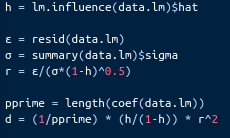 h = lm.influence(data.lm)$hat
ε = resid(data.lm)
σ = summary(data.lm)$sigma
r = ε/(σ*(1-h)^0.5)
pprime = length(coef(data.lm))
d = (1/pprime) * (h/(1-h)) * r^2